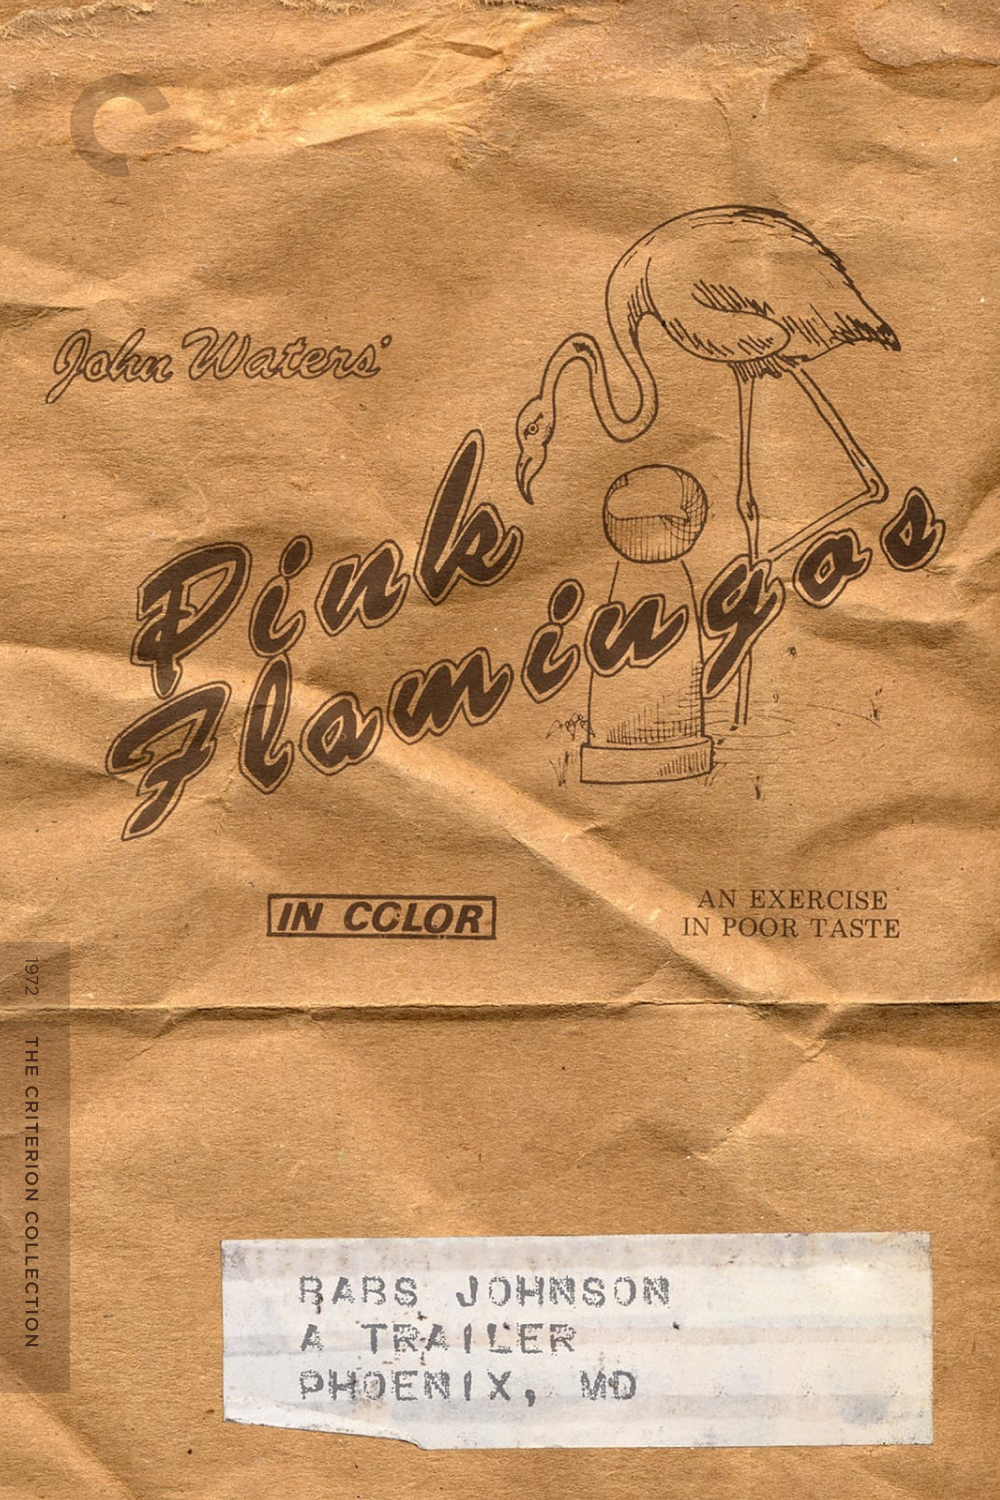 John Waters'
Pink
Flamingos
IN COLOR
AN EXERCISE
IN POOR TASTE
1972 THE CRITERION COLLECTION
BABS JOHNSON
A TRAILER
PHOENIX, MD